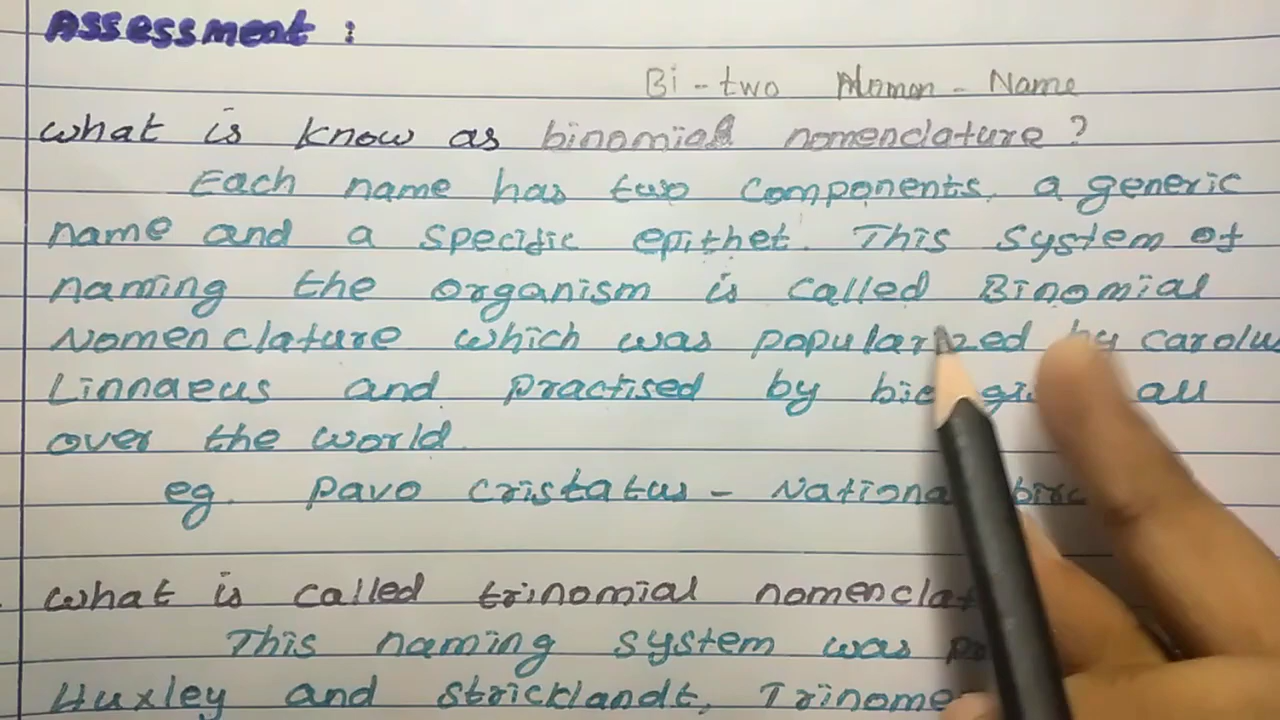 Assessment :
Bi - two Nomen - Name
What is know as binomial nomenclature ?
Each name has two components, a generic
name and a specific epithet. This system of
naming the organism is called Binomial
Nomenclature which was popularized by Carolu
Linnaeus and practised by all
over the world.
eg. Pavo cristatus - Nationa
What is called trinomial nomencla
This naming system was
Huxley and Stricklandt, Trinome